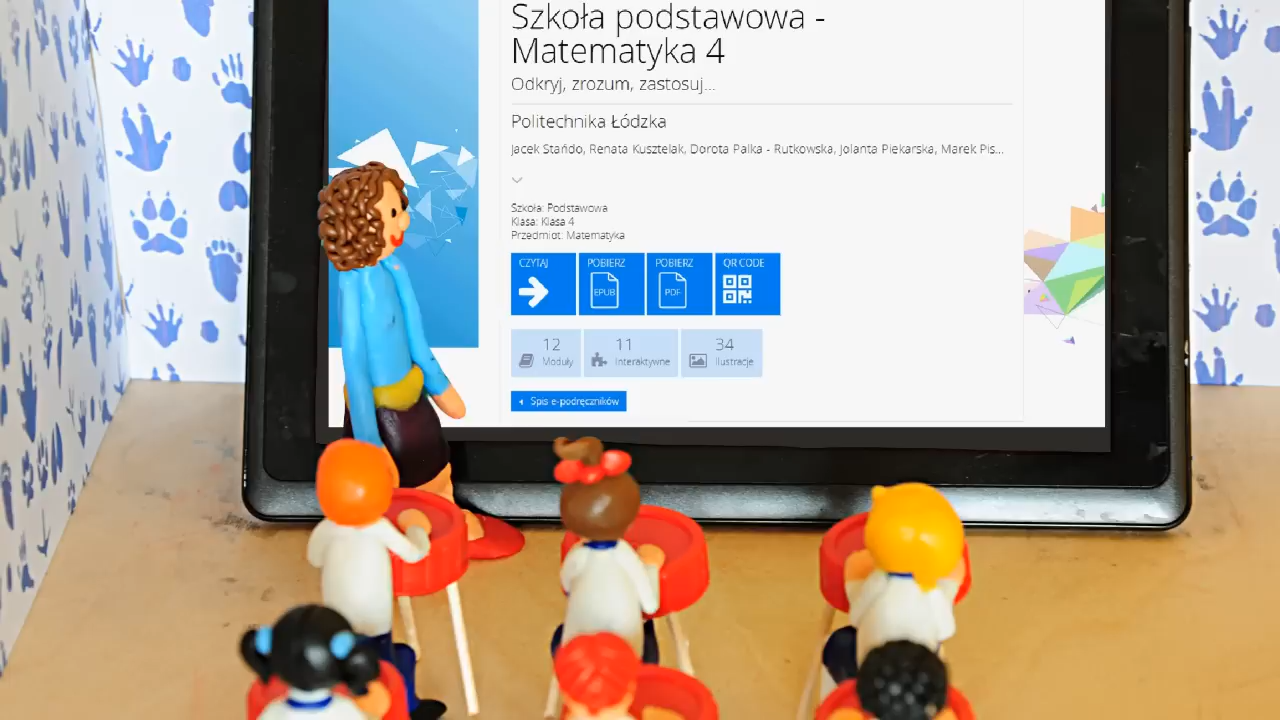 Szkoła podstawowa -
Matematyka 4
Odkryj, zrozum, zastosuj...
Politechnika Łódzka
Jacek Stańdo, Renata Kusztelak, Dorota Palka - Rutkowska, Jolanta Piekarska, Marek Pis...
Szkoła: Podstawowa
Klasa: Klasa 4
Przedmiot: Matematyka
CZYTAJ POBIERZ POBIERZ QR CODE
EPUB PDF
12 11 34
Moduły Interaktywne Ilustracje
Spis e-podręczników